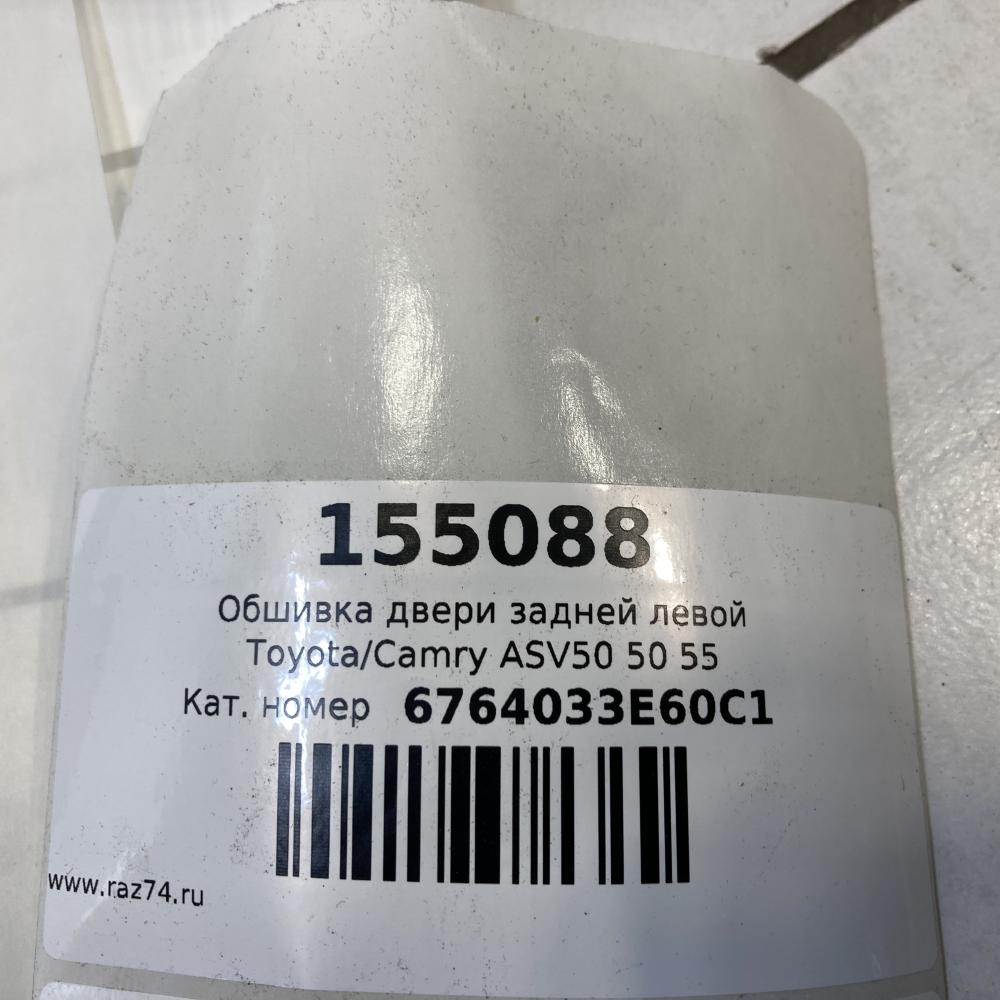 155088
Обшивка двери задней левой
Toyota/Camry ASV50 50 55
Кат. номер 6764033E60C1
www.raz74.ru